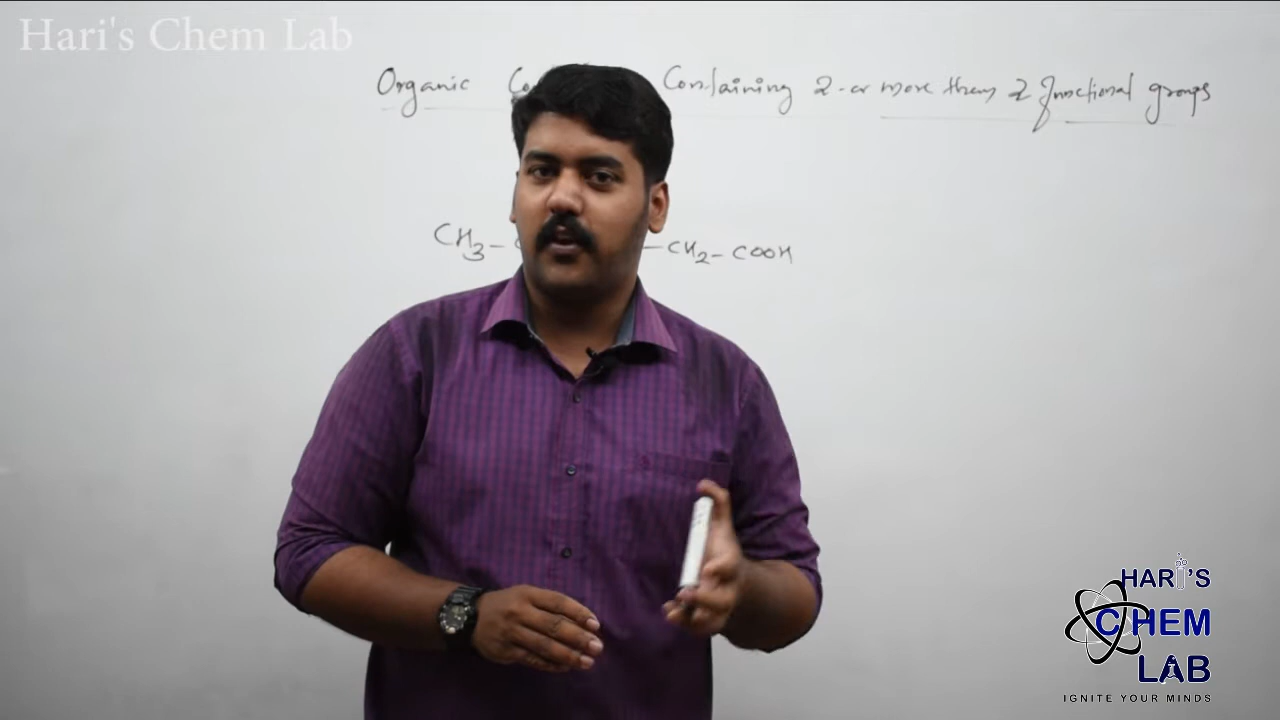 Hari's Chem Lab
Organic Containing 2 or more than 2 functional groups
CH3- -CH2-COOH
HARI'S
CHEM
LAB
IGNITE YOUR MINDS